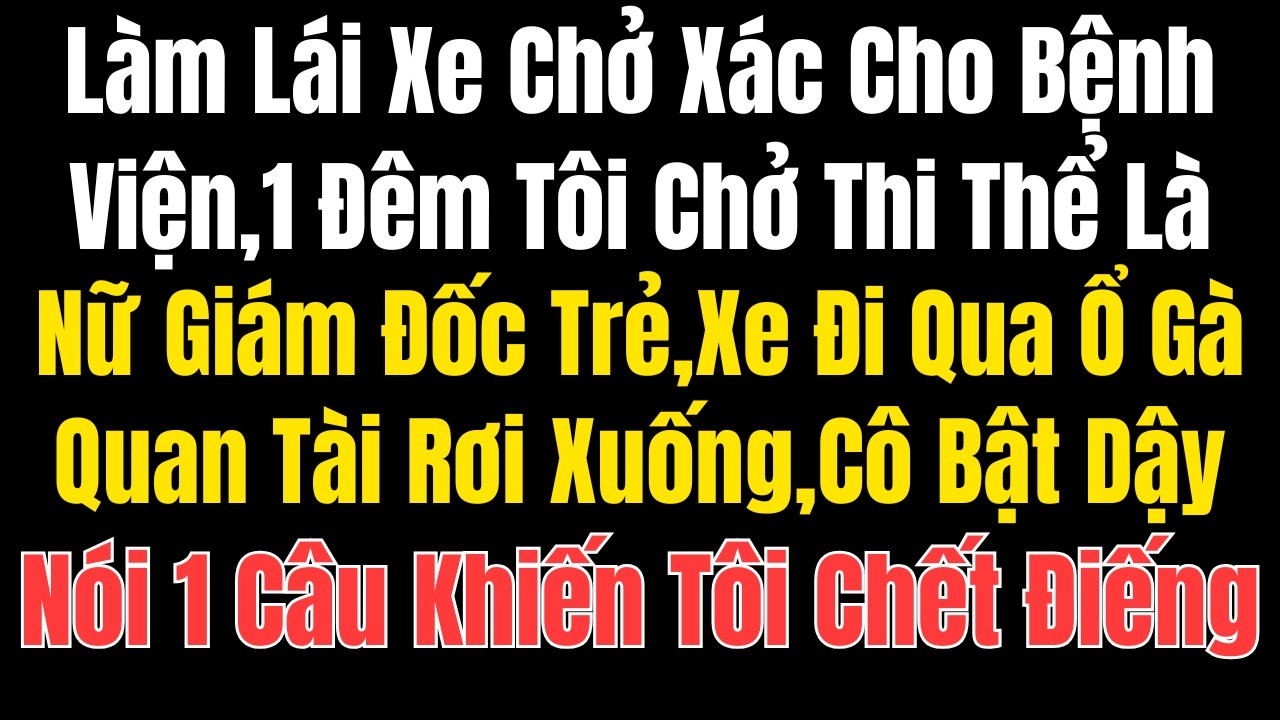 Làm Lái Xe Chở Xác Cho Bệnh
Viện,1 Đêm Tôi Chở Thi Thể Là
Nữ Giám Đốc Trẻ,Xe Đi Qua Ổ Gà
Quan Tài Rơi Xuống,Cô Bật Dậy
Nói 1 Câu Khiến Tôi Chết Điếng